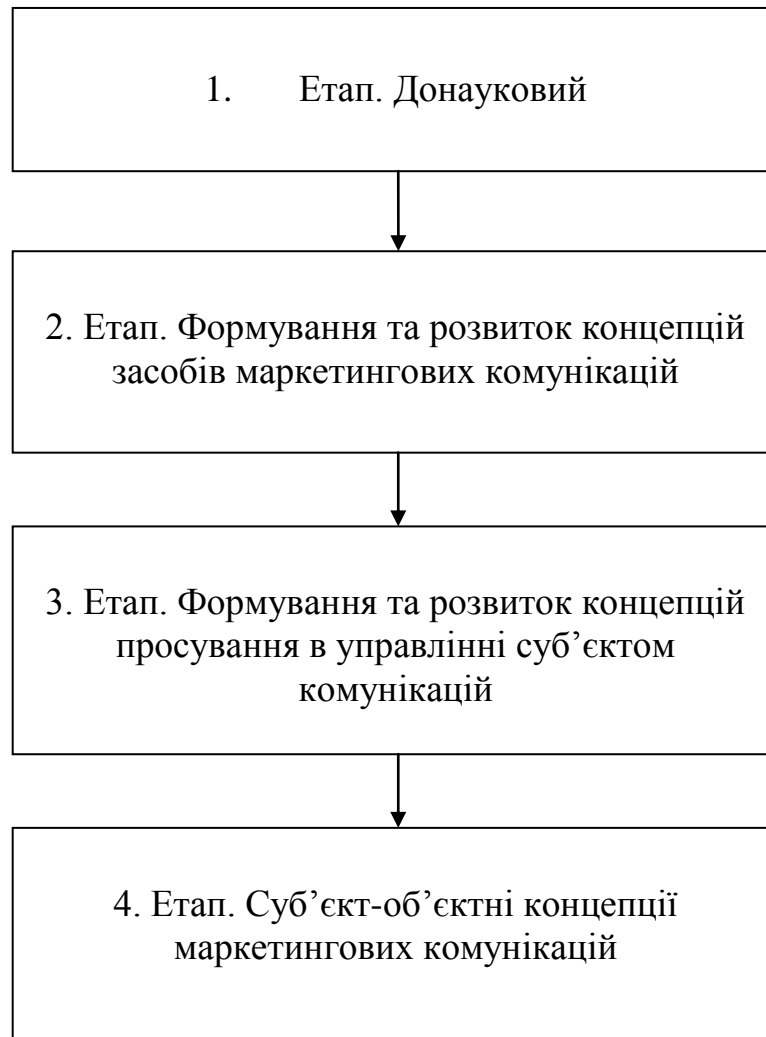 1. Етап. Донауковий
2. Етап. Формування та розвиток концепцій
засобів маркетингових комунікацій
3. Етап. Формування та розвиток концепцій
просування в управлінні суб’єктом
комунікацій
4. Етап. Суб’єкт-об’єктні концепції
маркетингових комунікацій